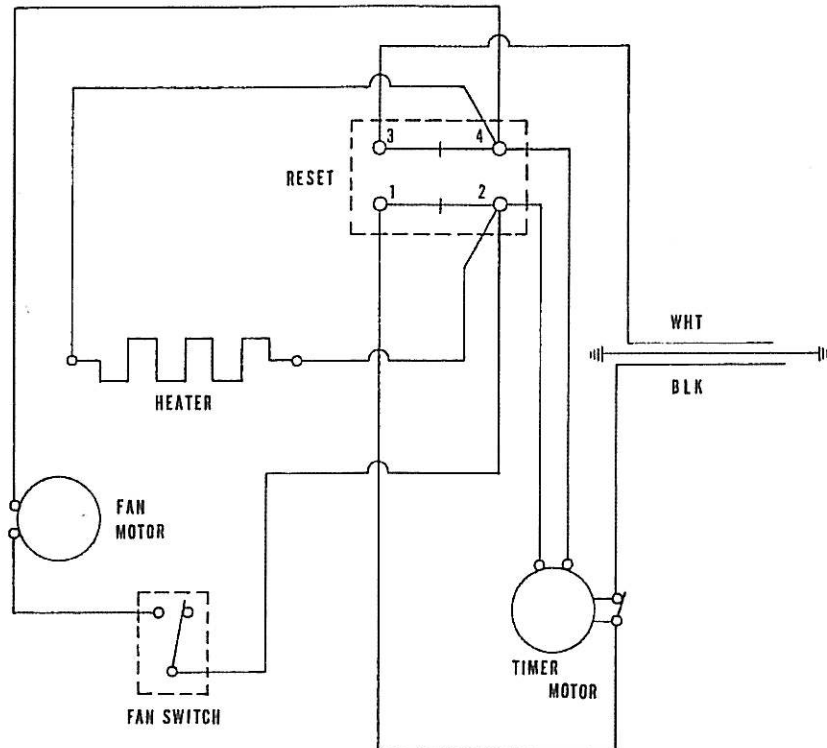 3 4
RESET
1 2
WHT
BLK
HEATER
FAN
MOTOR
TIMER
MOTOR
FAN SWITCH